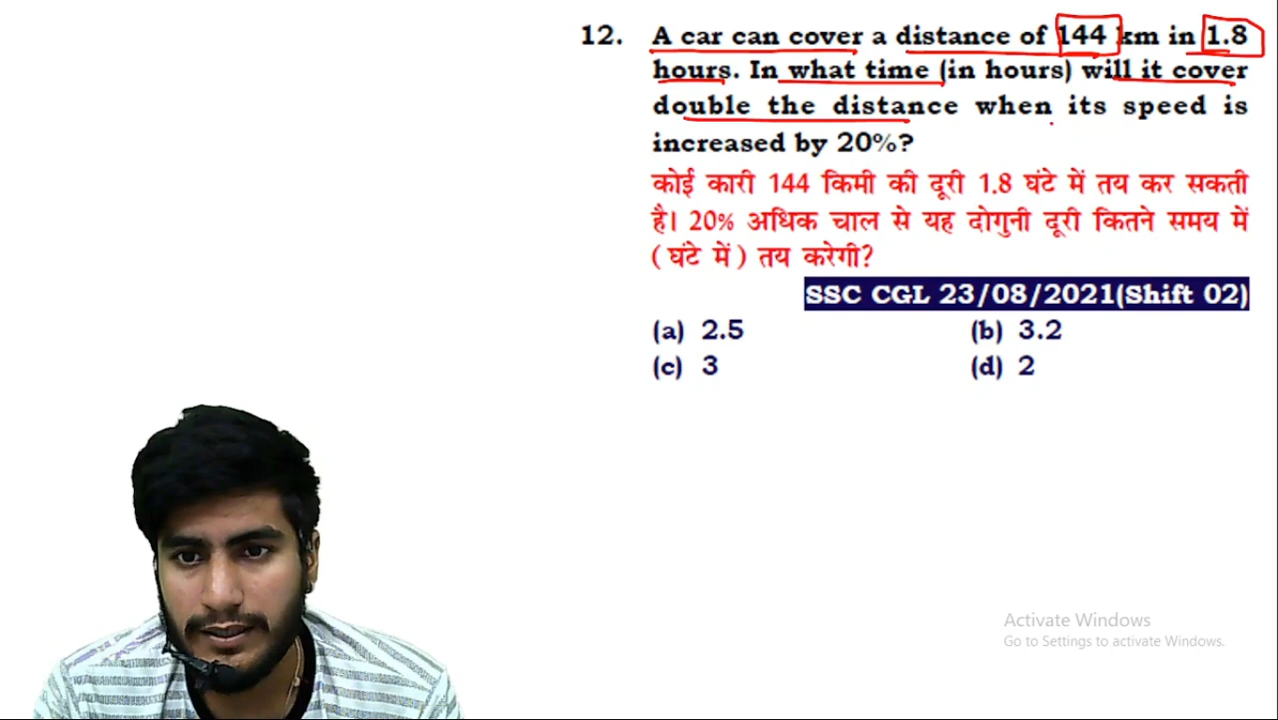 12. A car can cover a distance of 144 km in 1.8
hours. In what time (in hours) will it cover
double the distance when its speed is
increased by 20%?
कोई कारी 144 किमी की दूरी 1.8 घंटे में तय कर सकती
है। 20% अधिक चाल से यह दोगुनी दूरी कितने समय में
(घंटे में) तय करेगी?
SSC CGL 23/08/2021(Shift 02)
(a) 2.5 (b) 3.2
(c) 3 (d) 2
Activate Windows
Go to Settings to activate Windows.